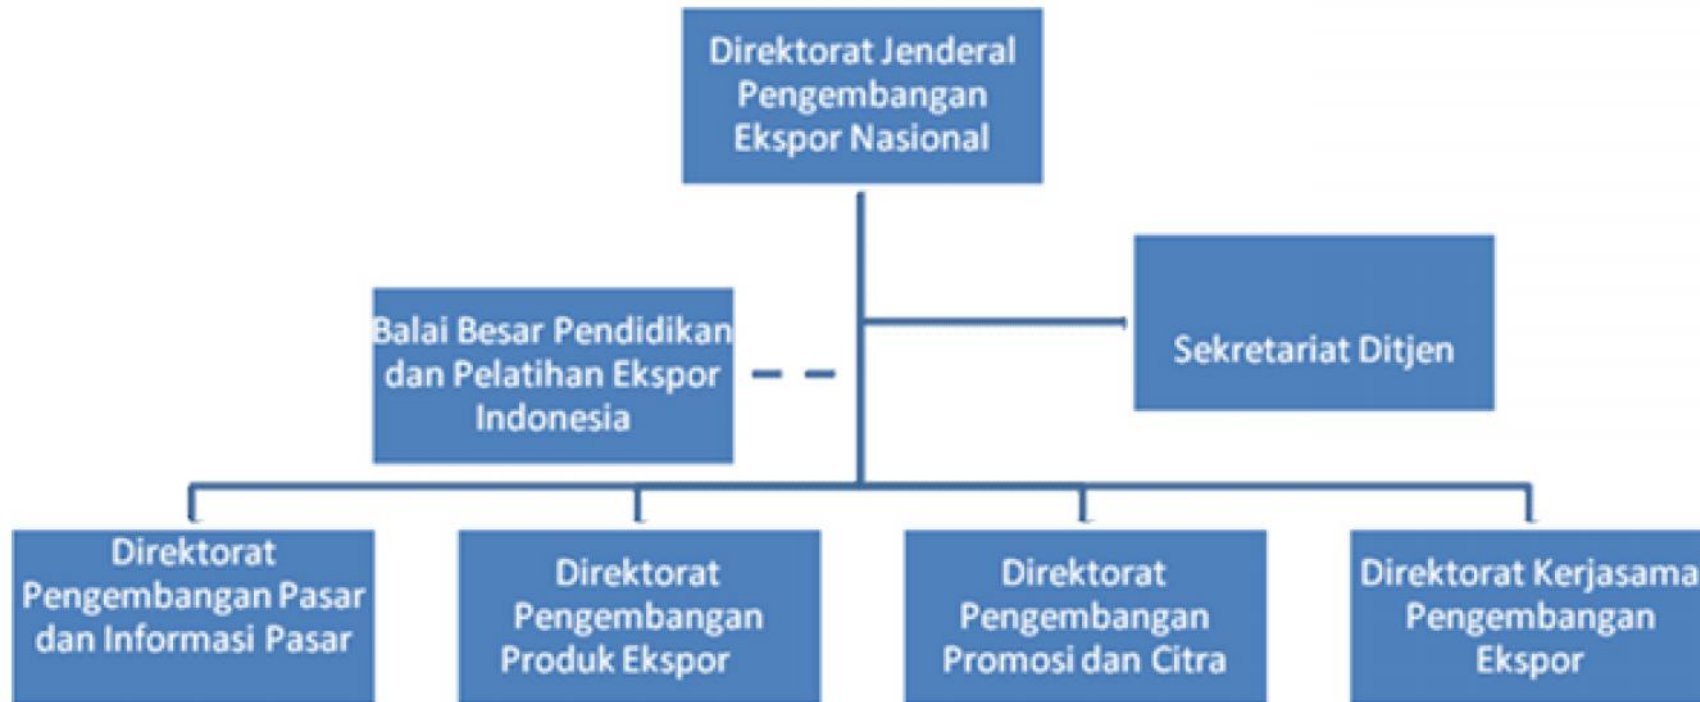 Direktorat Jenderal
Pengembangan
Ekspor Nasional
Balai Besar Pendidikan
dan Pelatihan Ekspor
Indonesia
Sekretariat Ditjen
Direktorat
Pengembangan Pasar
dan Informasi Pasar
Direktorat
Pengembangan
Produk Ekspor
Direktorat
Pengembangan
Promosi dan Citra
Direktorat Kerjasama
Pengembangan
Ekspor